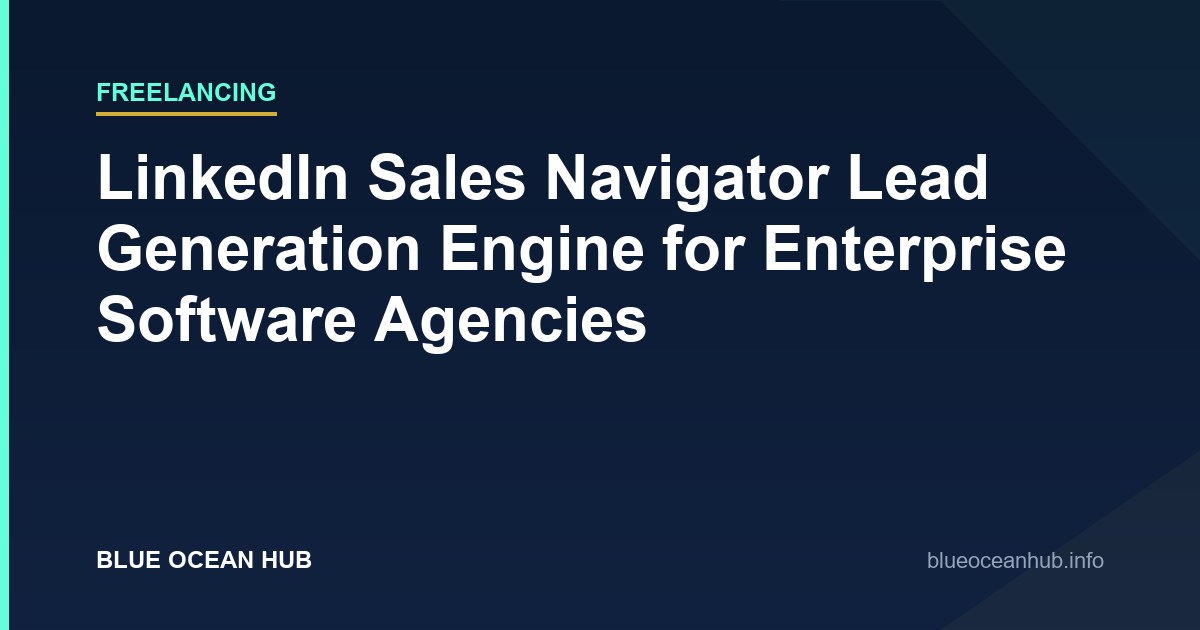 FREELANCING
LinkedIn Sales Navigator Lead
Generation Engine for Enterprise
Software Agencies
BLUE OCEAN HUB
blueoceanhub.info